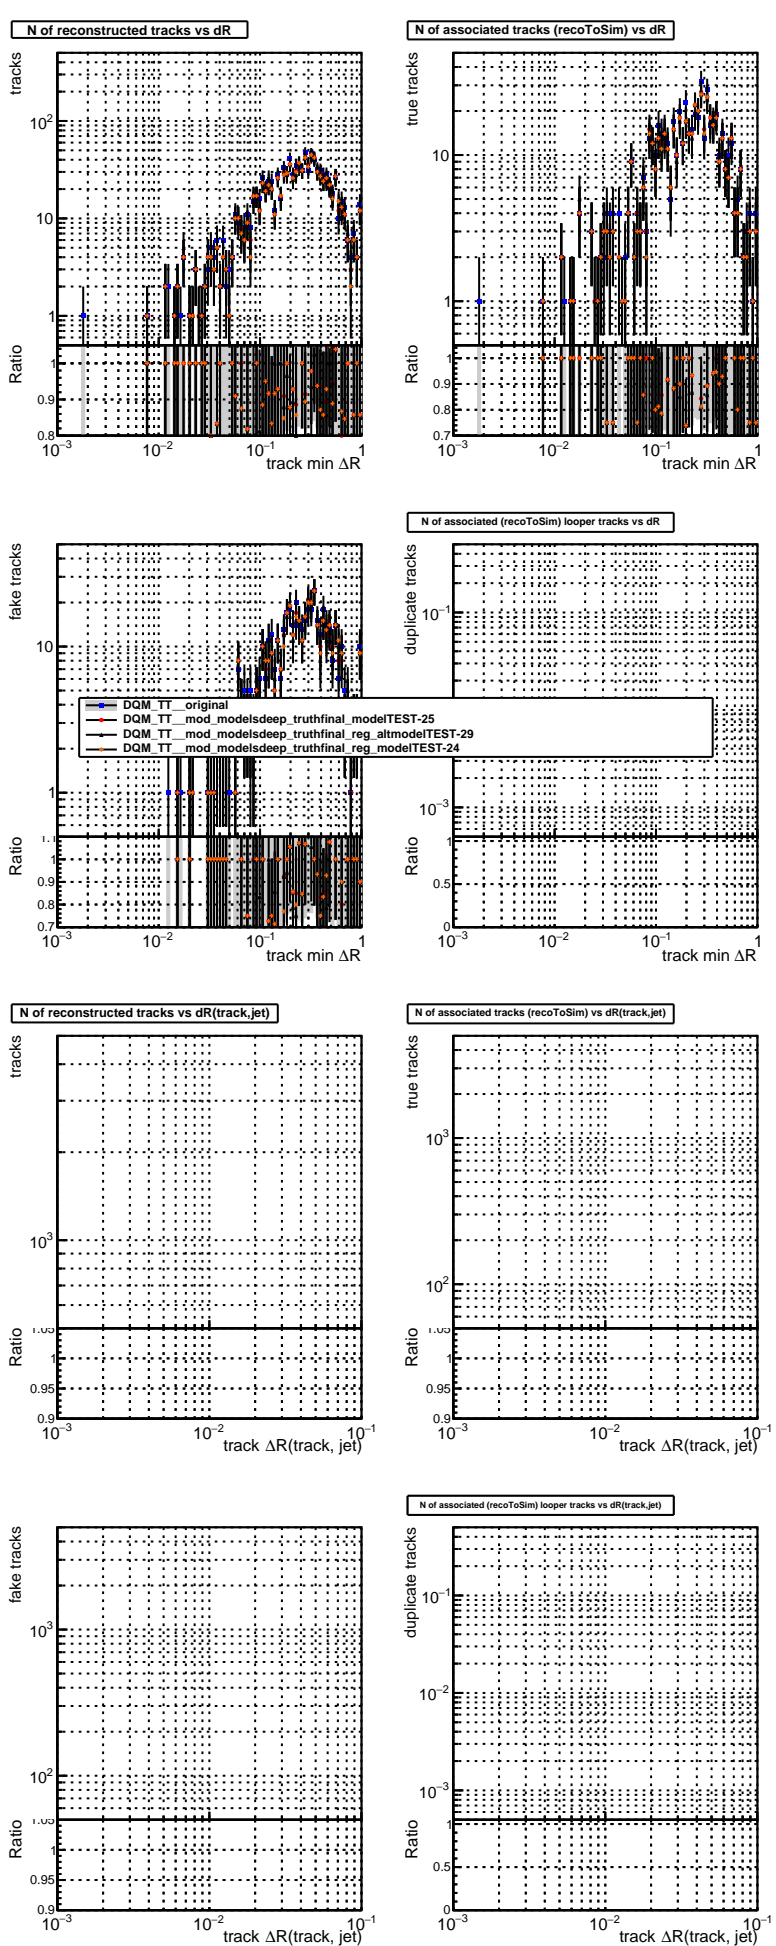 N of reconstructed tracks vs dR
tracks
10²
10
1
Ratio
1
0.9
0.8
10⁻³
10⁻²
10⁻¹
1
track min ΔR
N of associated tracks (recoToSim) vs dR
true tracks
10
1
Ratio
1
0.9
0.8
0.7
10⁻³
10⁻²
10⁻¹
1
track min ΔR
fake tracks
10
1
Ratio
1.1
1
0.9
0.8
0.7
10⁻³
10⁻²
10⁻¹
1
track min ΔR
N of associated (recoToSim) looper tracks vs dR
duplicate tracks
10⁻¹
10⁻³
Ratio
1
0.5
0
10⁻³
10⁻²
10⁻¹
1
track min ΔR
DQM_TT__original
DQM_TT__mod_modelsdeep_truthfinal_modelTEST-25
DQM_TT__mod_modelsdeep_truthfinal_reg_altmodelTEST-29
DQM_TT__mod_modelsdeep_truthfinal_reg_modelTEST-24
N of reconstructed tracks vs dR(track,jet)
tracks
10³
Ratio
1.05
1
0.95
0.9
10⁻³
10⁻²
10⁻¹
track ΔR(track, jet)
N of associated tracks (recoToSim) vs dR(track,jet)
true tracks
10³
10²
Ratio
1.05
1
0.95
0.9
10⁻³
10⁻²
10⁻¹
track ΔR(track, jet)
fake tracks
10³
10²
Ratio
1.05
1
0.95
0.9
10⁻³
10⁻²
10⁻¹
track ΔR(track, jet)
N of associated (recoToSim) looper tracks vs dR(track,jet)
duplicate tracks
10⁻¹
10⁻²
10⁻³
Ratio
1
0.5
0
10⁻³
10⁻²
10⁻¹
track ΔR(track, jet)